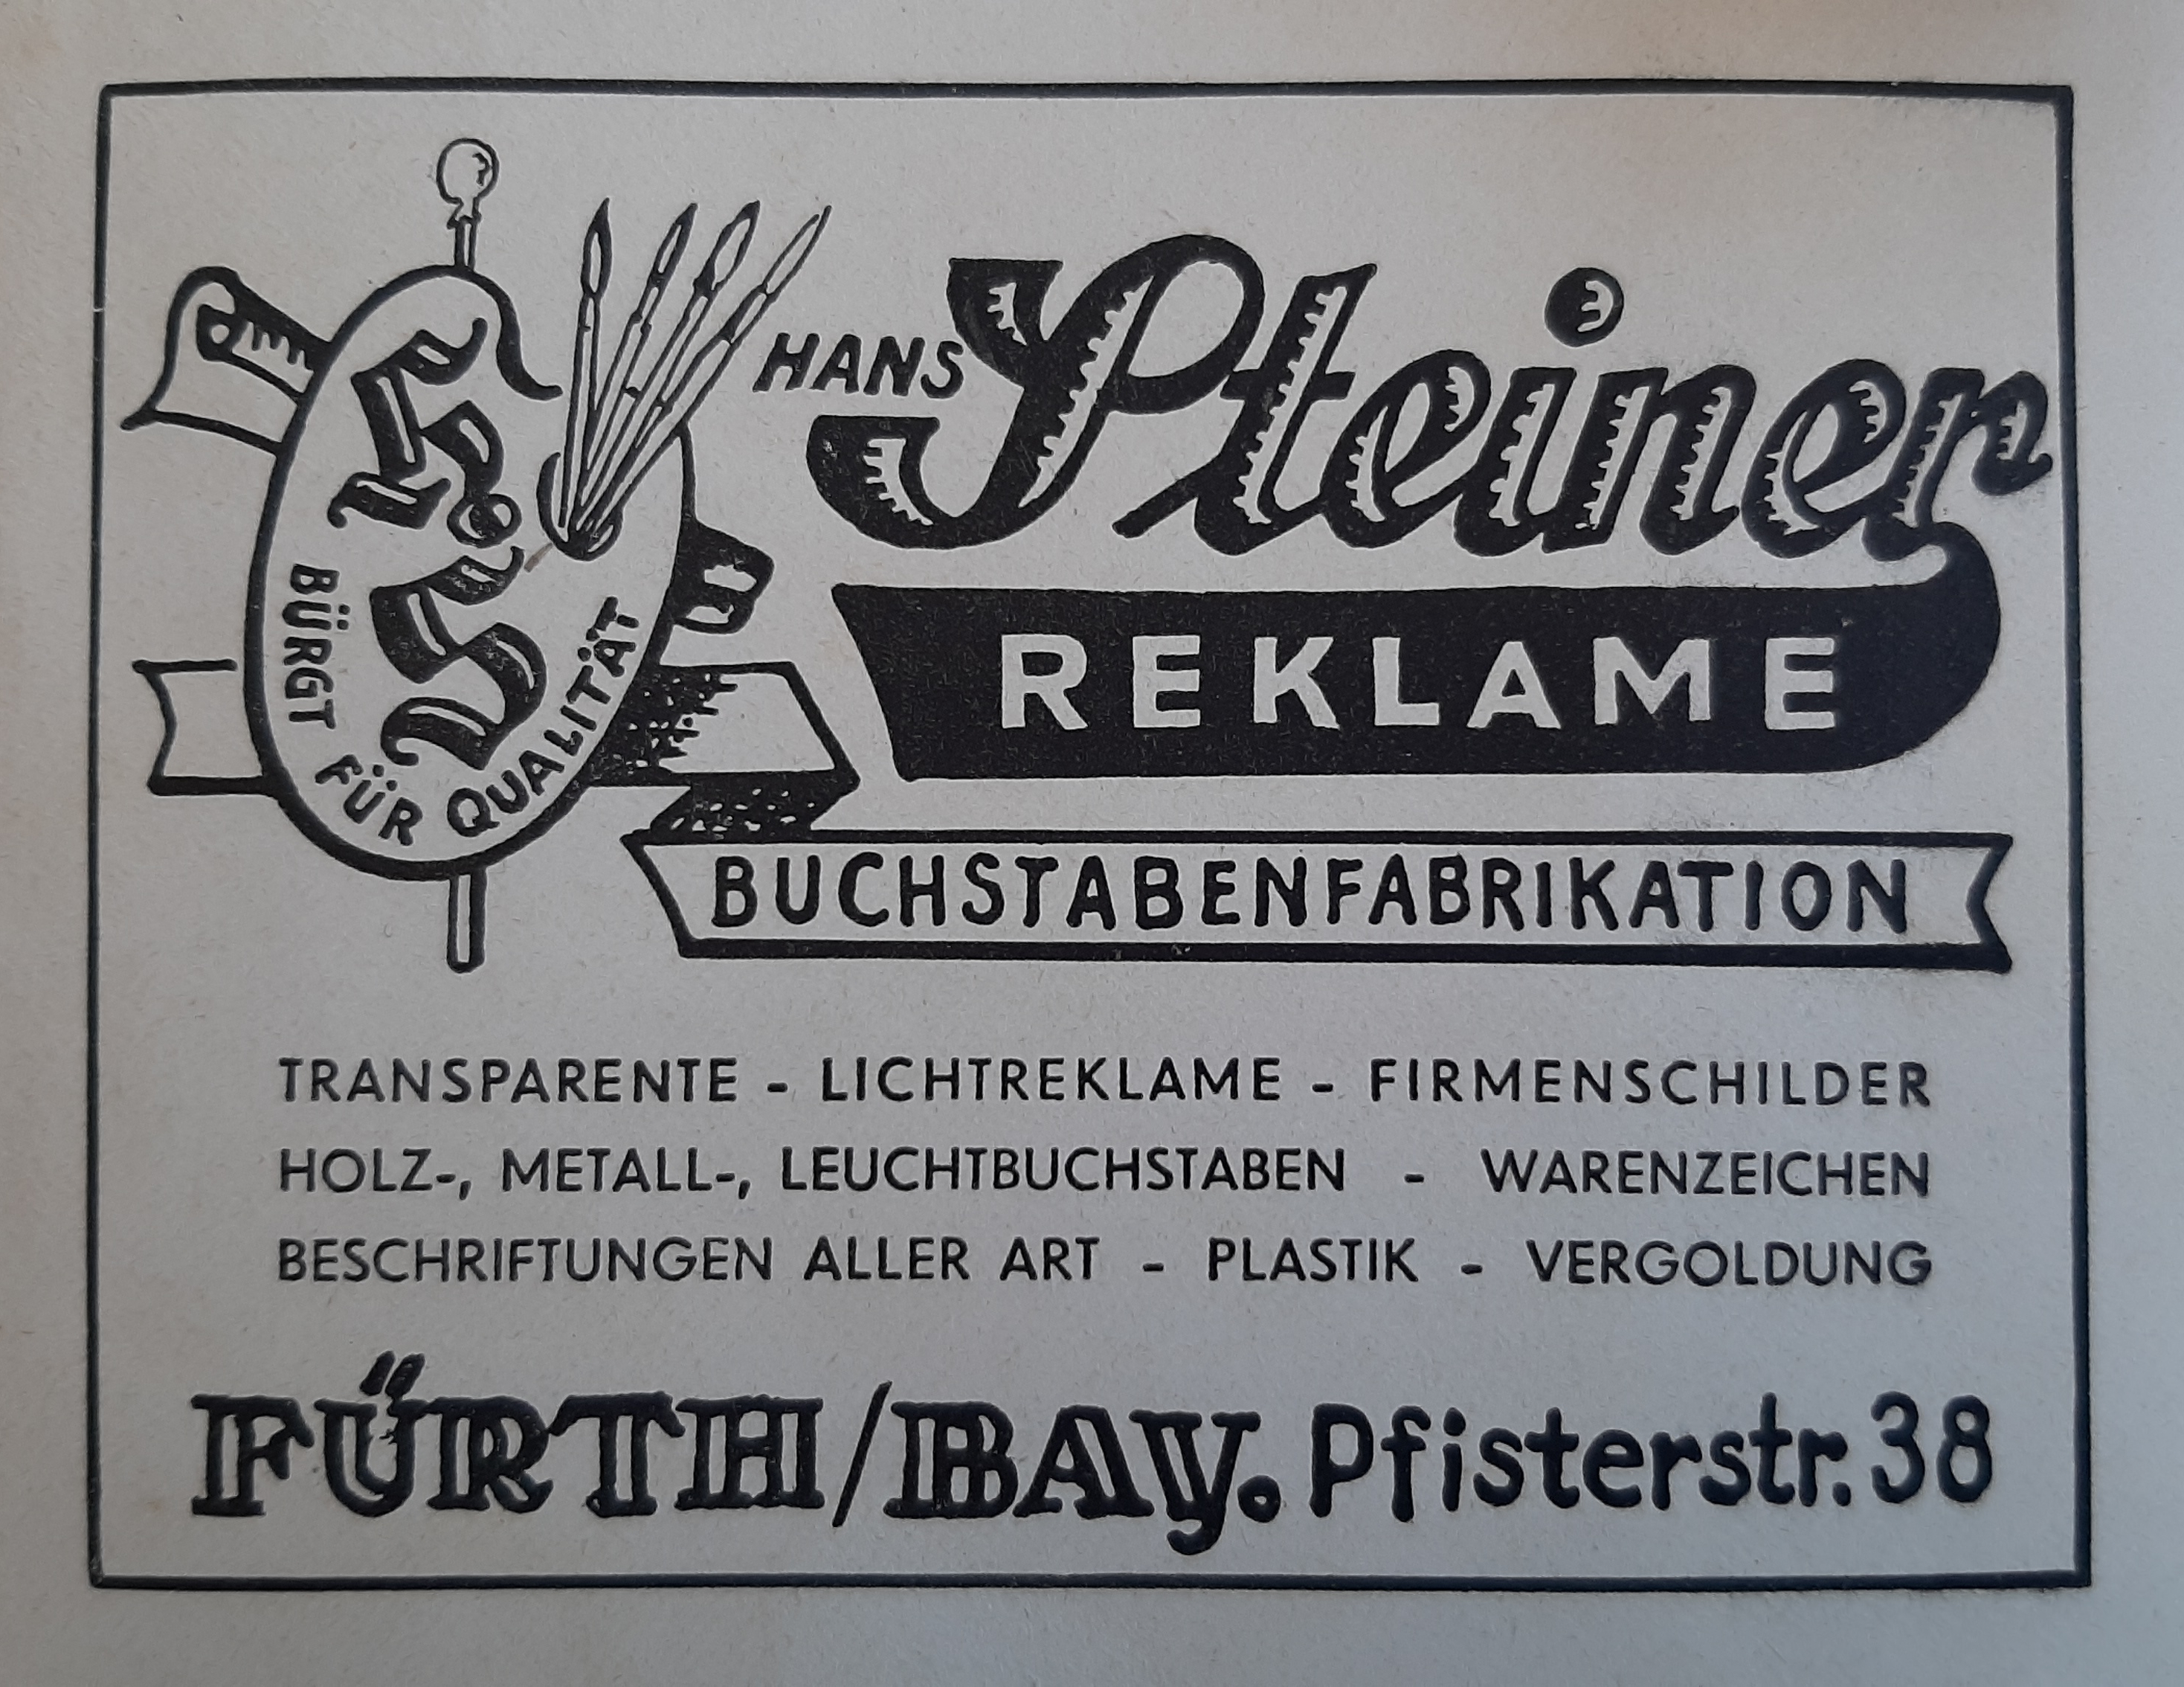 H. S.
BÜRGT FÜR QUALITÄT
HANS Steiner
REKLAME
BUCHSTABENFABRIKATION
TRANSPARENTE - LICHTREKLAME - FIRMENSCHILDER
HOLZ-, METALL-, LEUCHTBUCHSTABEN - WARENZEICHEN
BESCHRIFTUNGEN ALLER ART - PLASTIK - VERGOLDUNG
FÜRTH/BAY. Pfisterstr. 38